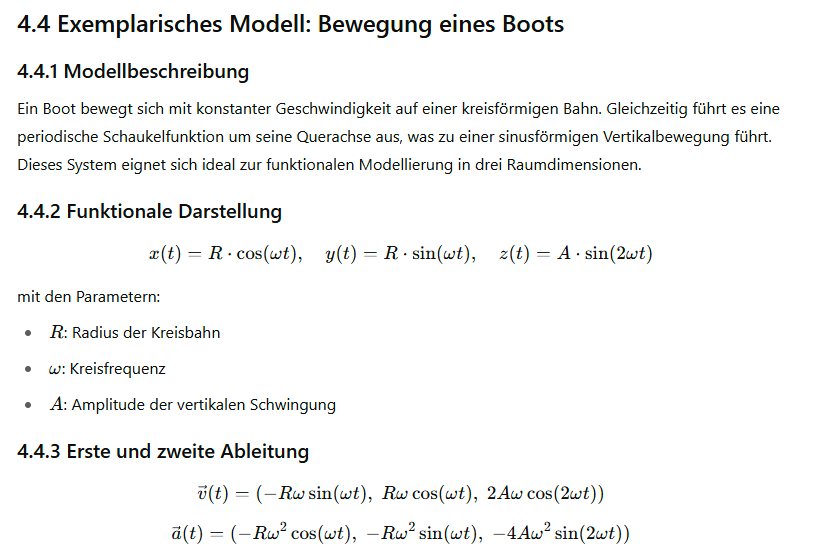 4.4 Exemplarisches Modell: Bewegung eines Boots
4.4.1 Modellbeschreibung
Ein Boot bewegt sich mit konstanter Geschwindigkeit auf einer kreisförmigen Bahn. Gleichzeitig führt es eine
periodische Schaukelfunktion um seine Querachse aus, was zu einer sinusförmigen Vertikalbewegung führt.
Dieses System eignet sich ideal zur funktionalen Modellierung in drei Raumdimensionen.
4.4.2 Funktionale Darstellung
x(t) = R · cos(ωt), y(t) = R · sin(ωt), z(t) = A · sin(2ωt)
mit den Parametern:
• R: Radius der Kreisbahn
• ω: Kreisfrequenz
• A: Amplitude der vertikalen Schwingung
4.4.3 Erste und zweite Ableitung
v⃗(t) = (−Rω sin(ωt), Rω cos(ωt), 2Aω cos(2ωt))
a⃗(t) = (−Rω² cos(ωt), −Rω² sin(ωt), −4Aω² sin(2ωt))